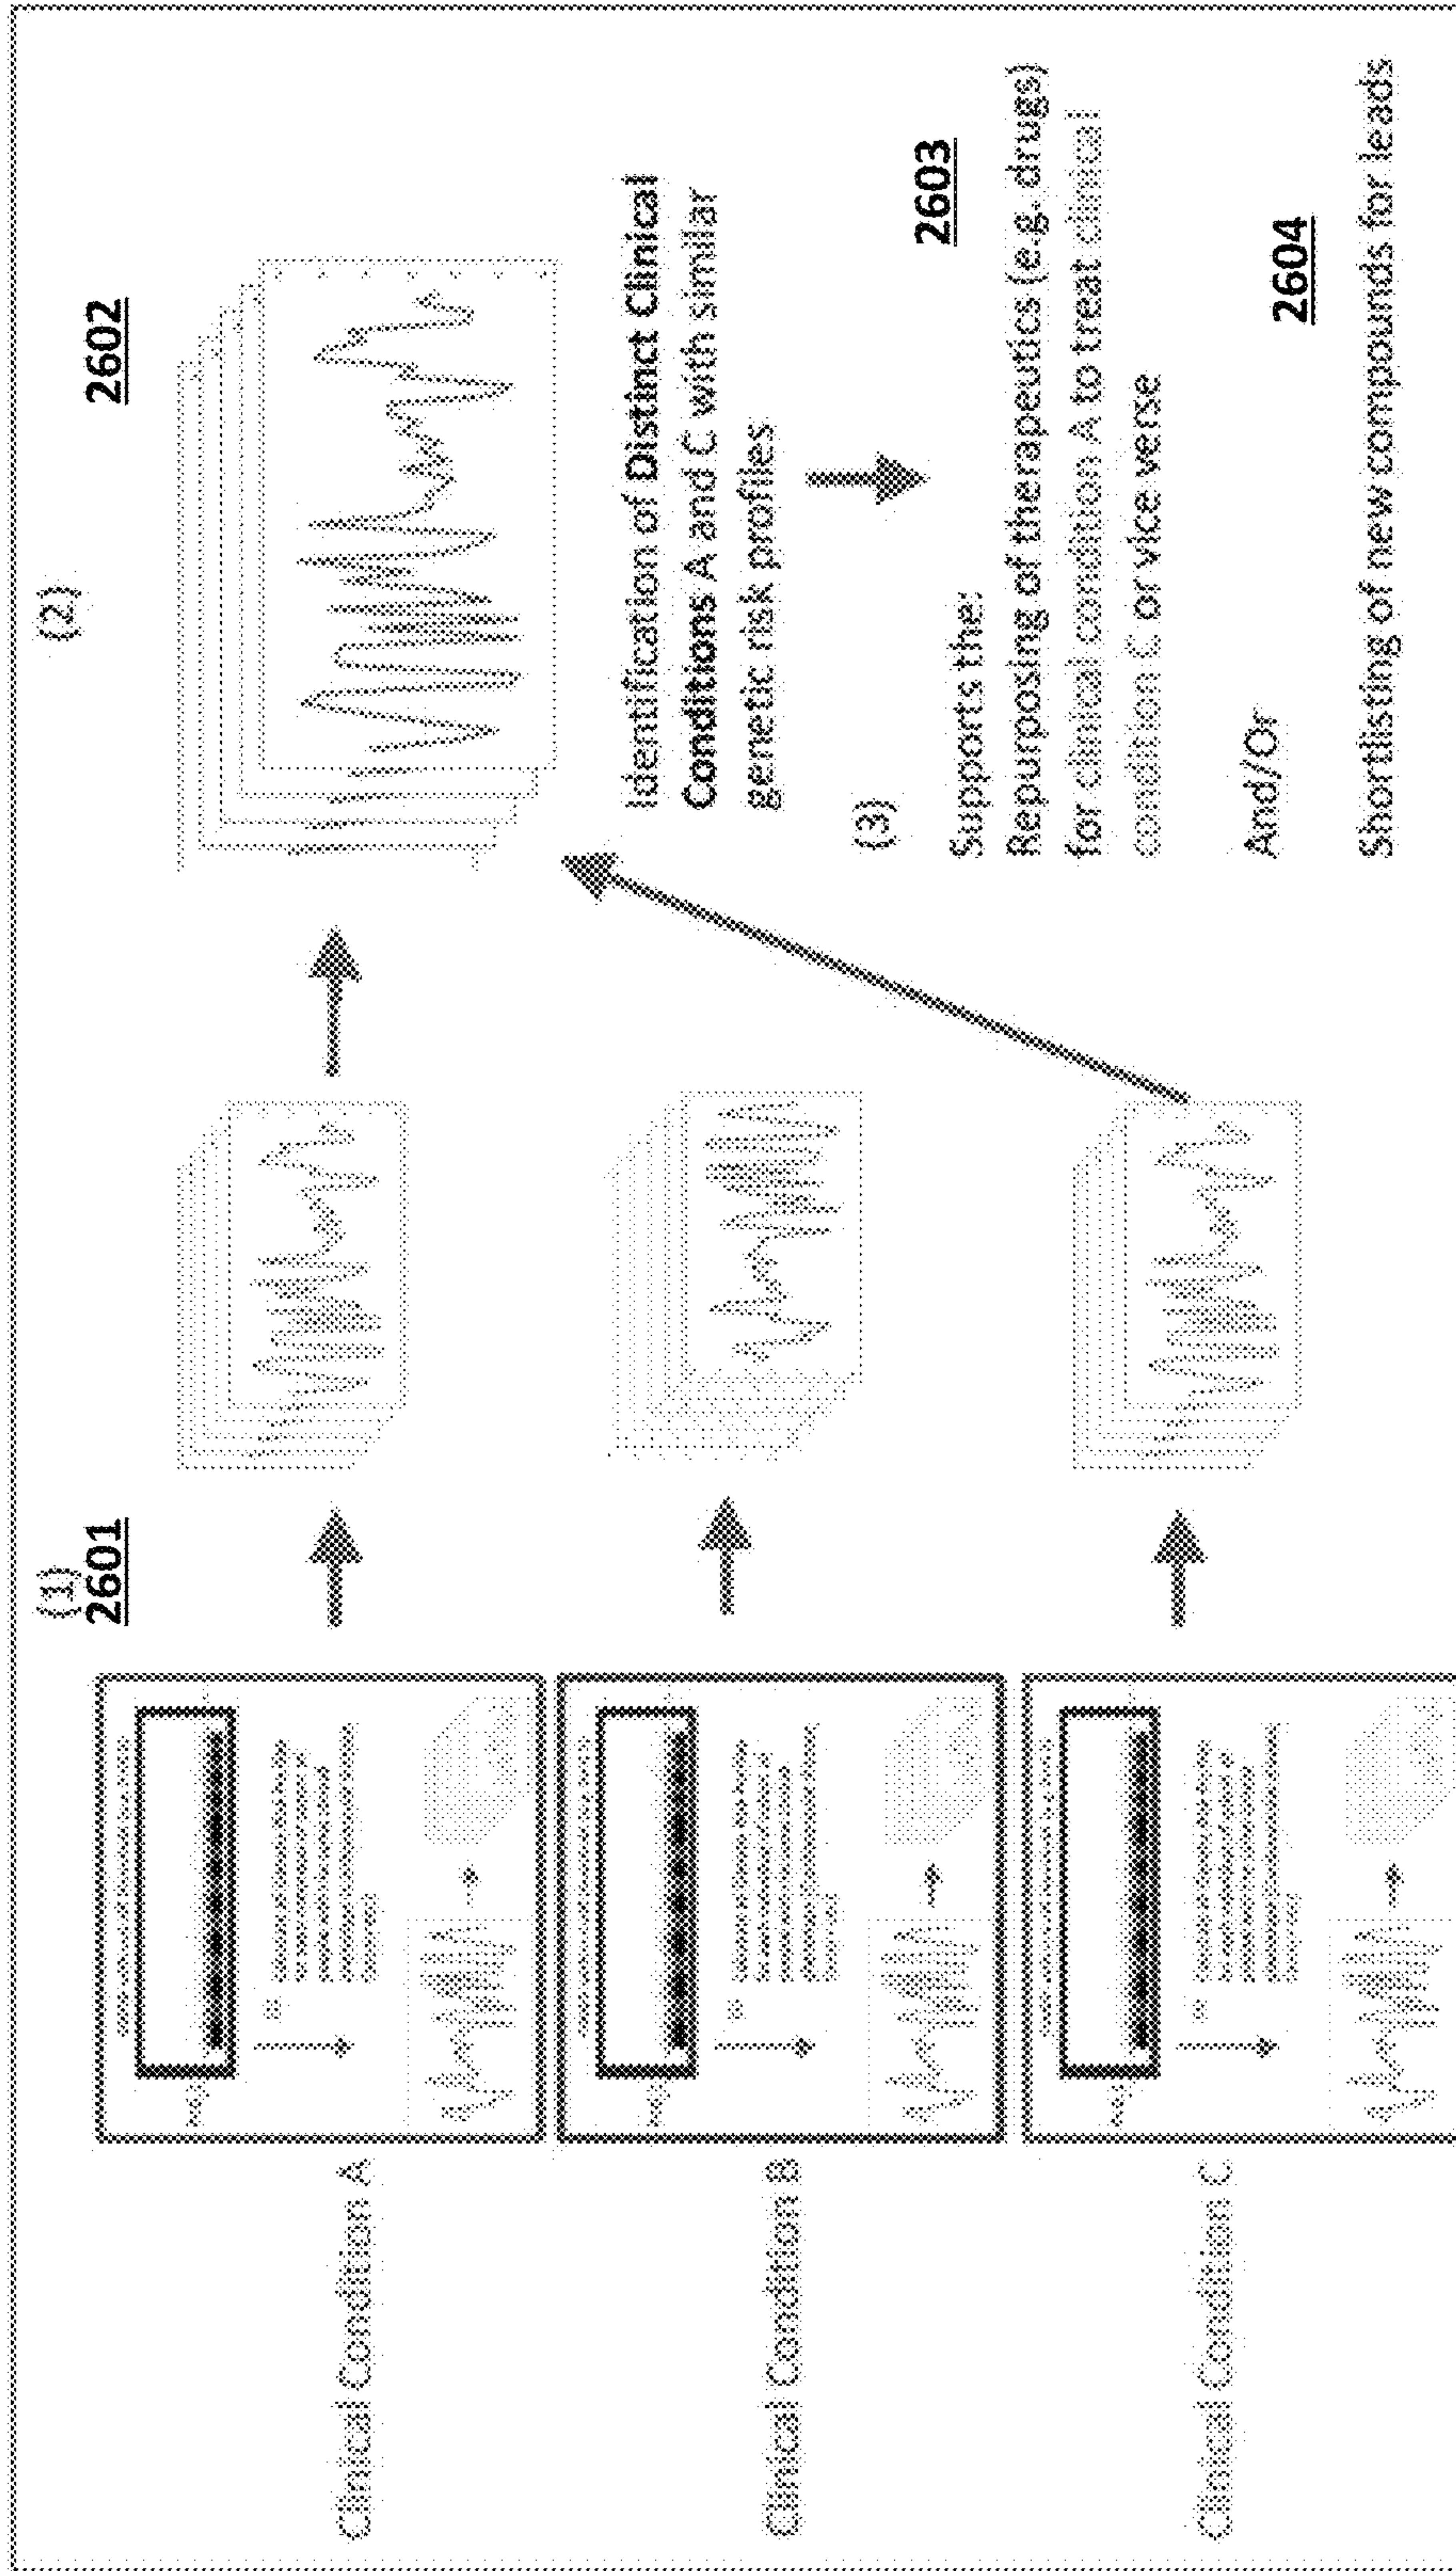 (1)
2601
(2)
2602
Clinical Condition A
Clinical Condition B
Clinical Condition C
Identification of Distinct Clinical
Conditions A and C with similar
genetic risk profiles
(3)
2603
Supports the:
Repurposing of therapeutics (e.g. drugs)
for clinical condition A to treat clinical
condition C or vice verse
And/Or
2604
Shortlisting of new compounds for leads